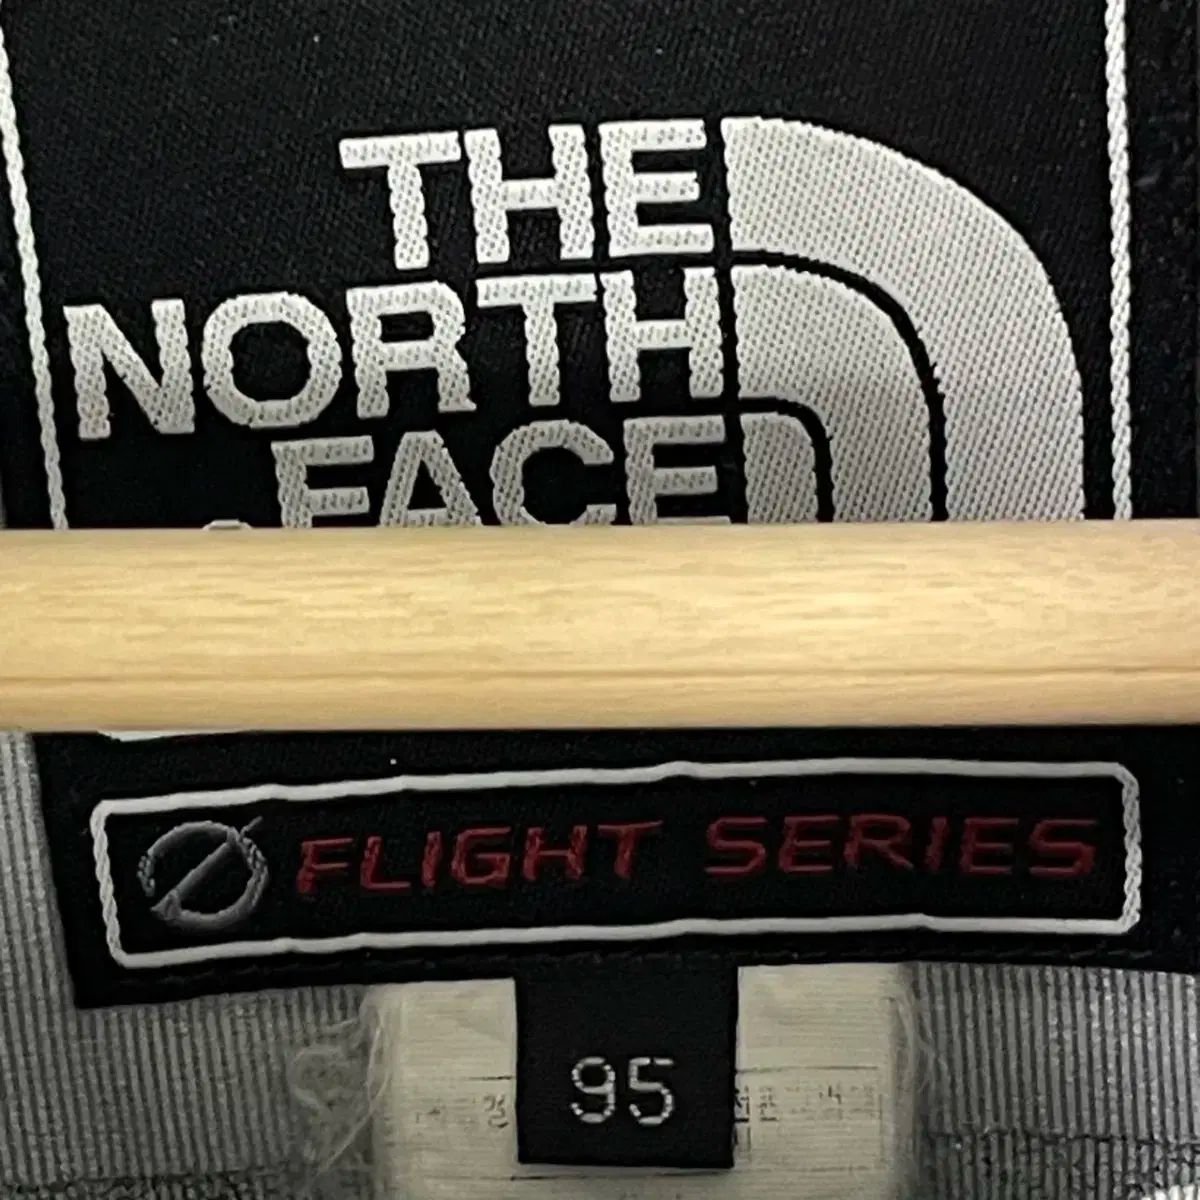 THE
NORTH
FACE
FLIGHT SERIES
95